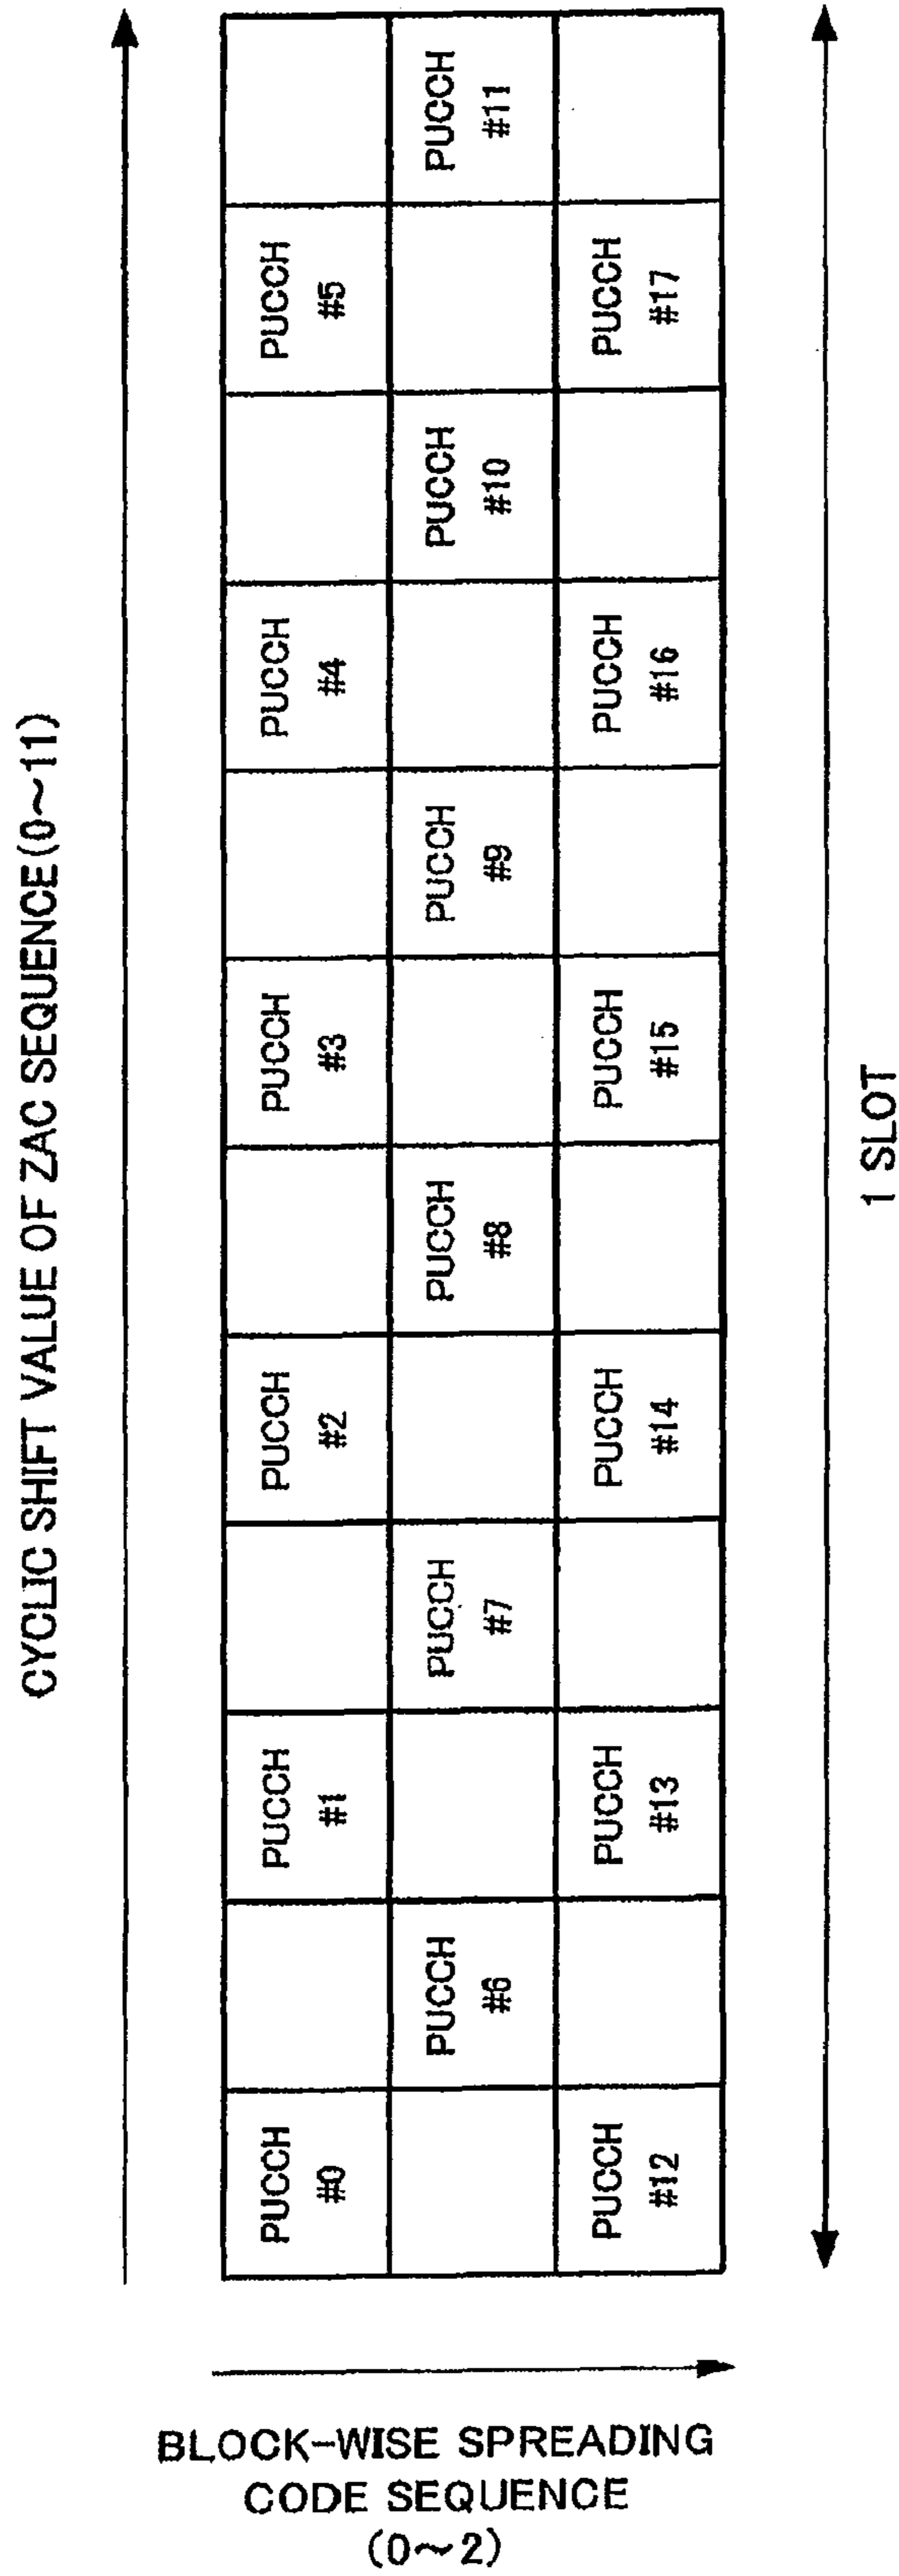 CYCLIC SHIFT VALUE OF ZAC SEQUENCE(0~11)
PUCCH
#0
PUCCH
#1
PUCCH
#2
PUCCH
#3
PUCCH
#4
PUCCH
#5
PUCCH
#6
PUCCH
#7
PUCCH
#8
PUCCH
#9
PUCCH
#10
PUCCH
#11
PUCCH
#12
PUCCH
#13
PUCCH
#14
PUCCH
#15
PUCCH
#16
PUCCH
#17
1 SLOT
BLOCK-WISE SPREADING
CODE SEQUENCE
(0~2)